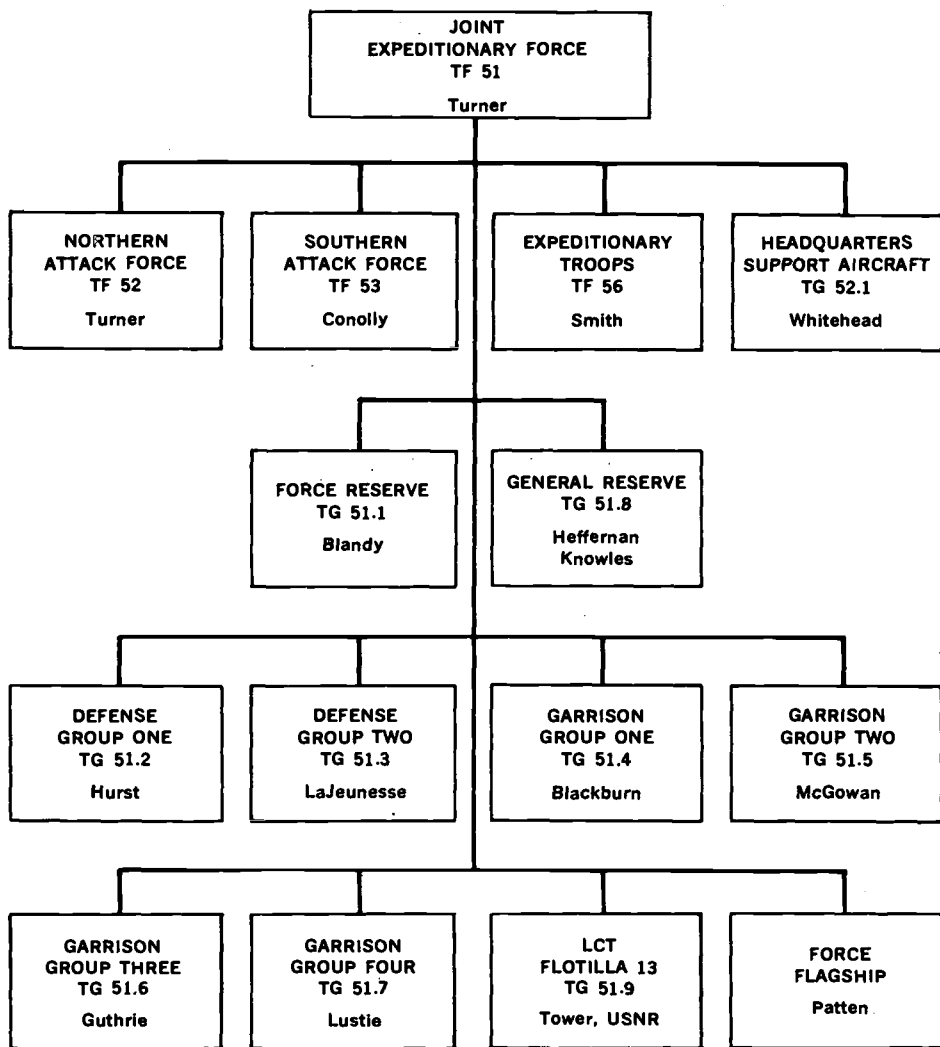 JOINT
EXPEDITIONARY FORCE
TF 51
Turner
NORTHERN
ATTACK FORCE
TF 52
Turner
SOUTHERN
ATTACK FORCE
TF 53
Conolly
EXPEDITIONARY
TROOPS
TF 56
Smith
HEADQUARTERS
SUPPORT AIRCRAFT
TG 52.1
Whitehead
FORCE RESERVE
TG 51.1
Blandy
GENERAL RESERVE
TG 51.8
Heffernan
Knowles
DEFENSE
GROUP ONE
TG 51.2
Hurst
DEFENSE
GROUP TWO
TG 51.3
LaJeunesse
GARRISON
GROUP ONE
TG 51.4
Blackburn
GARRISON
GROUP TWO
TG 51.5
McGowan
GARRISON
GROUP THREE
TG 51.6
Guthrie
GARRISON
GROUP FOUR
TG 51.7
Lustie
LCT
FLOTILLA 13
TG 51.9
Tower, USNR
FORCE
FLAGSHIP
Patten